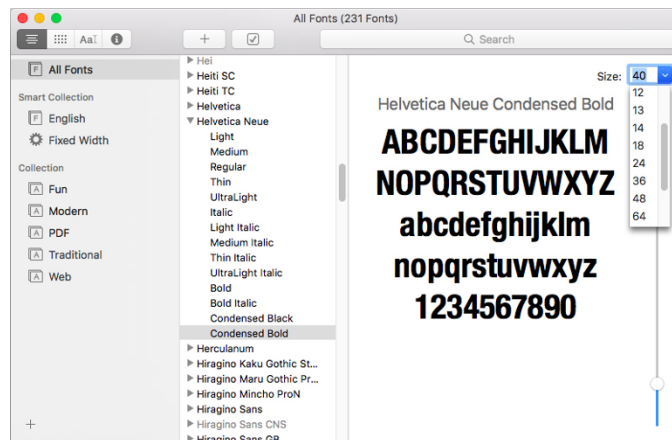 All Fonts (231 Fonts)
Search
All Fonts
Smart Collection
English
Fixed Width
Collection
Fun
Modern
PDF
Traditional
Web
Hei
Heiti SC
Heiti TC
Helvetica
Helvetica Neue
Light
Medium
Regular
Thin
UltraLight
Italic
Light Italic
Medium Italic
Thin Italic
UltraLight Italic
Bold
Bold Italic
Condensed Black
Condensed Bold
Herculanum
Hiragino Kaku Gothic St...
Hiragino Maru Gothic Pr...
Hiragino Mincho ProN
Hiragino Sans
Hiragino Sans CNS
Hiragino Sans GB
Size: 40
12
13
14
18
24
36
48
64
Helvetica Neue Condensed Bold
ABCDEFGHIJKLM
NOPQRSTUVWXYZ
abcdefghijklm
nopqrstuvwxyz
1234567890